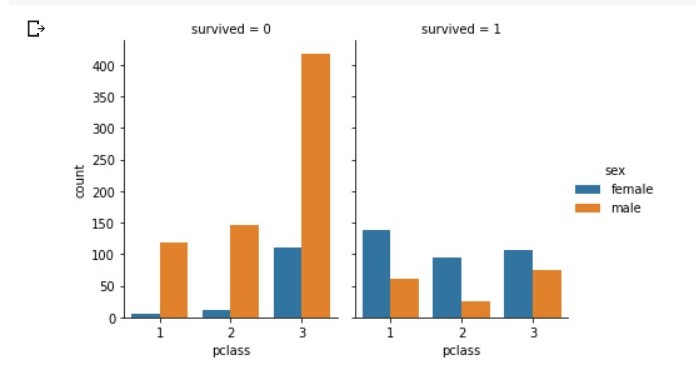 survived = 0
survived = 1
400
350
300
250
200
150
100
50
0
count
1 2 3
pclass
1 2 3
pclass
sex
female
male